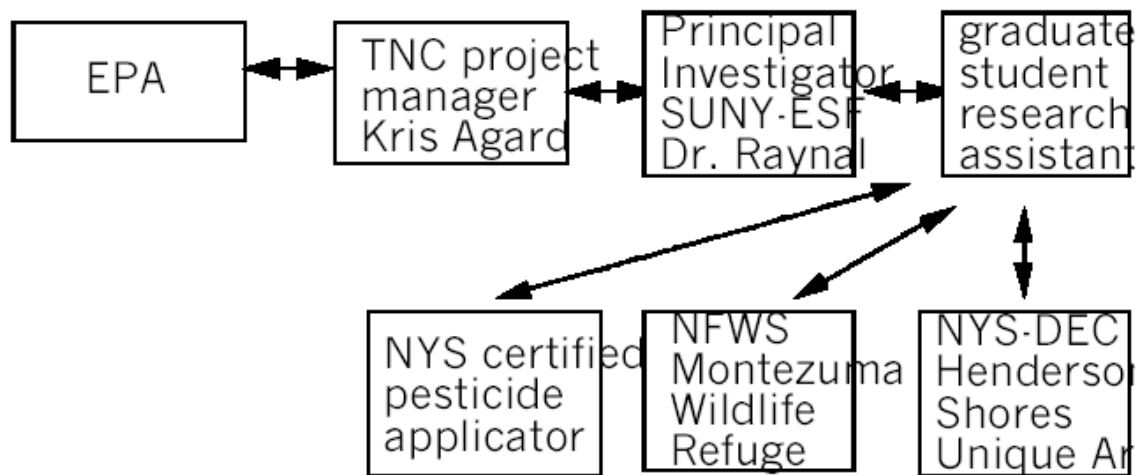 EPA
TNC project
manager
Kris Agard
Principal
Investigator
SUNY-ESF
Dr. Raynal
graduate
student
research
assistant
NYS certified
pesticide
applicator
NFWS
Montezuma
Wildlife
Refuge
NYS-DEC
Henderson
Shores
Unique Ar